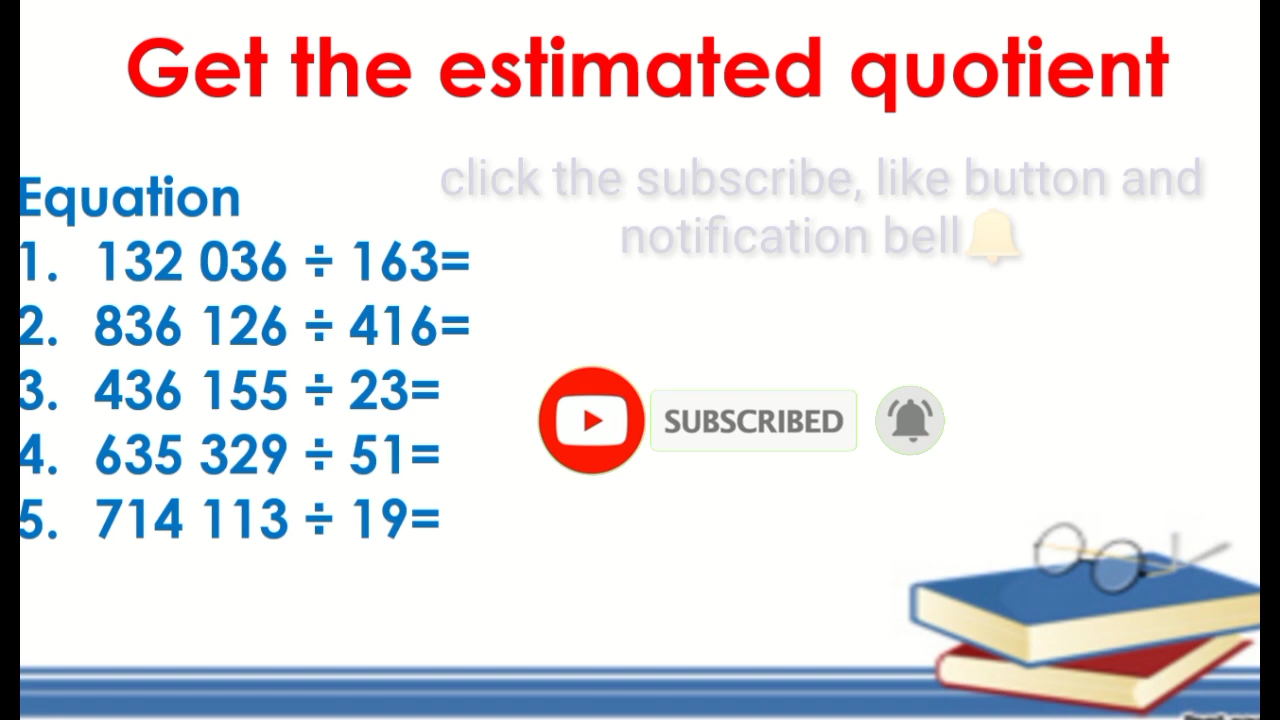 Get the estimated quotient
click the subscribe, like button and
notification bell🔔
Equation
1. 132 036 ÷ 163=
2. 836 126 ÷ 416=
3. 436 155 ÷ 23=
4. 635 329 ÷ 51=
5. 714 113 ÷ 19=
SUBSCRIBED